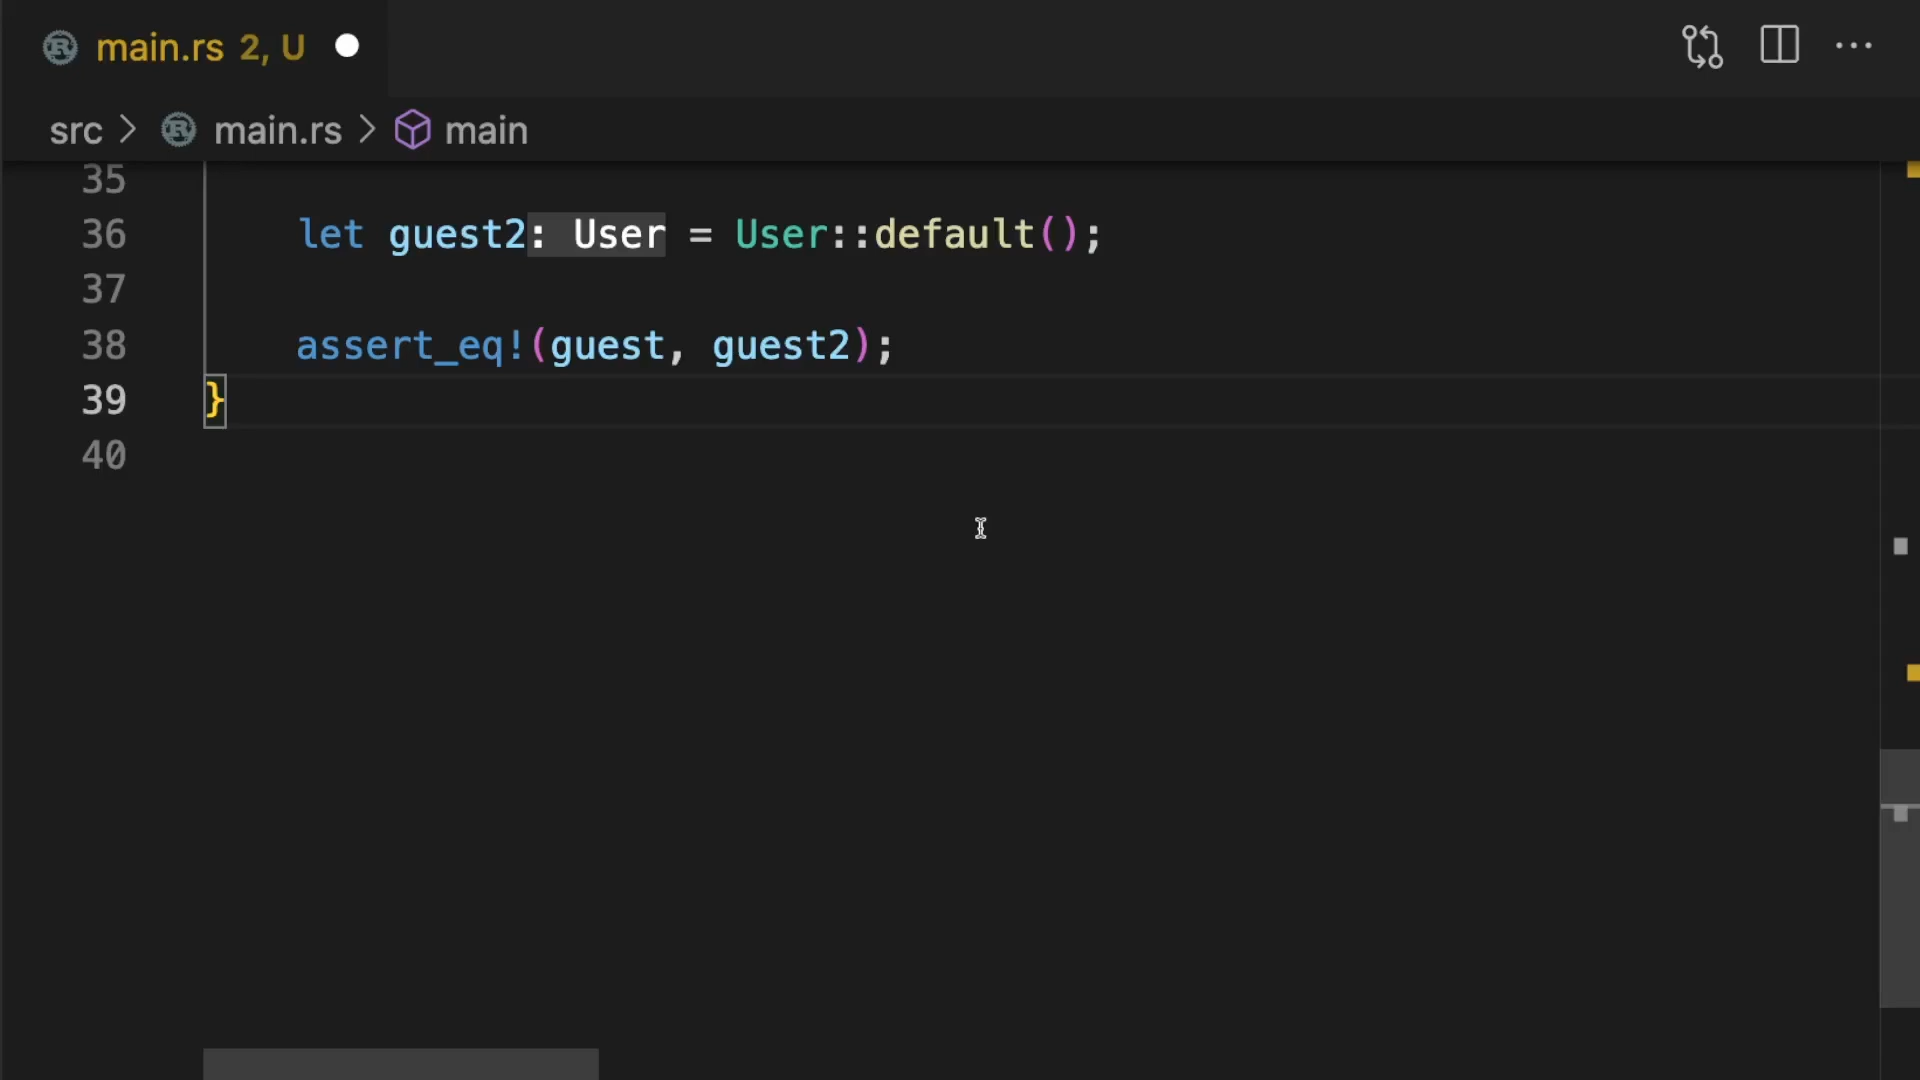 main.rs 2, U
src > main.rs > main
35
36 let guest2: User = User::default();
37
38 assert_eq!(guest, guest2);
39 }
40